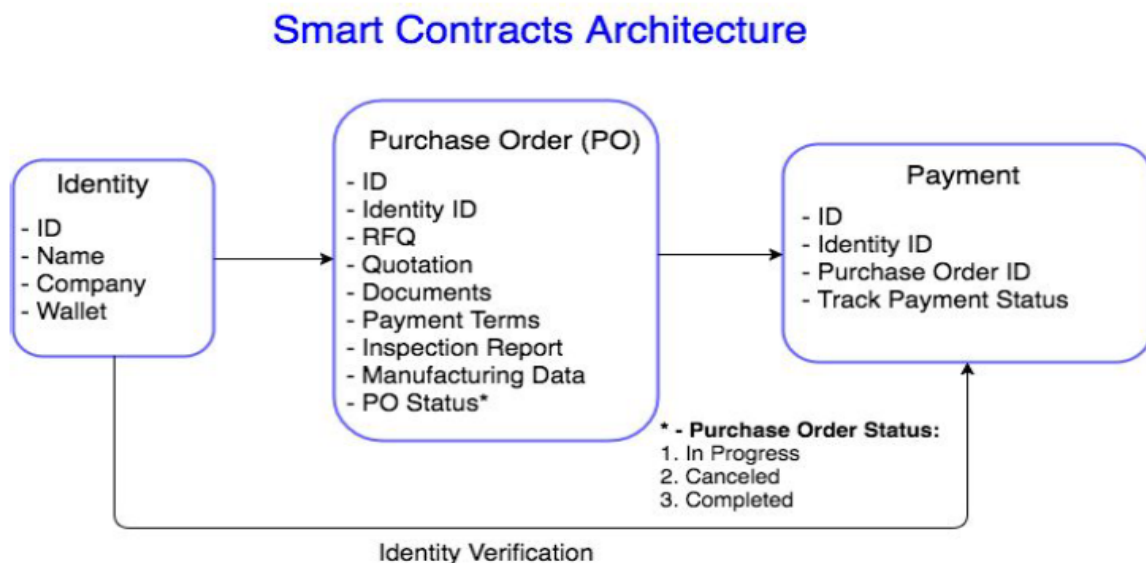 Smart Contracts Architecture
Identity
- ID
- Name
- Company
- Wallet
Purchase Order (PO)
- ID
- Identity ID
- RFQ
- Quotation
- Documents
- Payment Terms
- Inspection Report
- Manufacturing Data
- PO Status*
Payment
- ID
- Identity ID
- Purchase Order ID
- Track Payment Status
* - Purchase Order Status:
1. In Progress
2. Canceled
3. Completed
Identity Verification